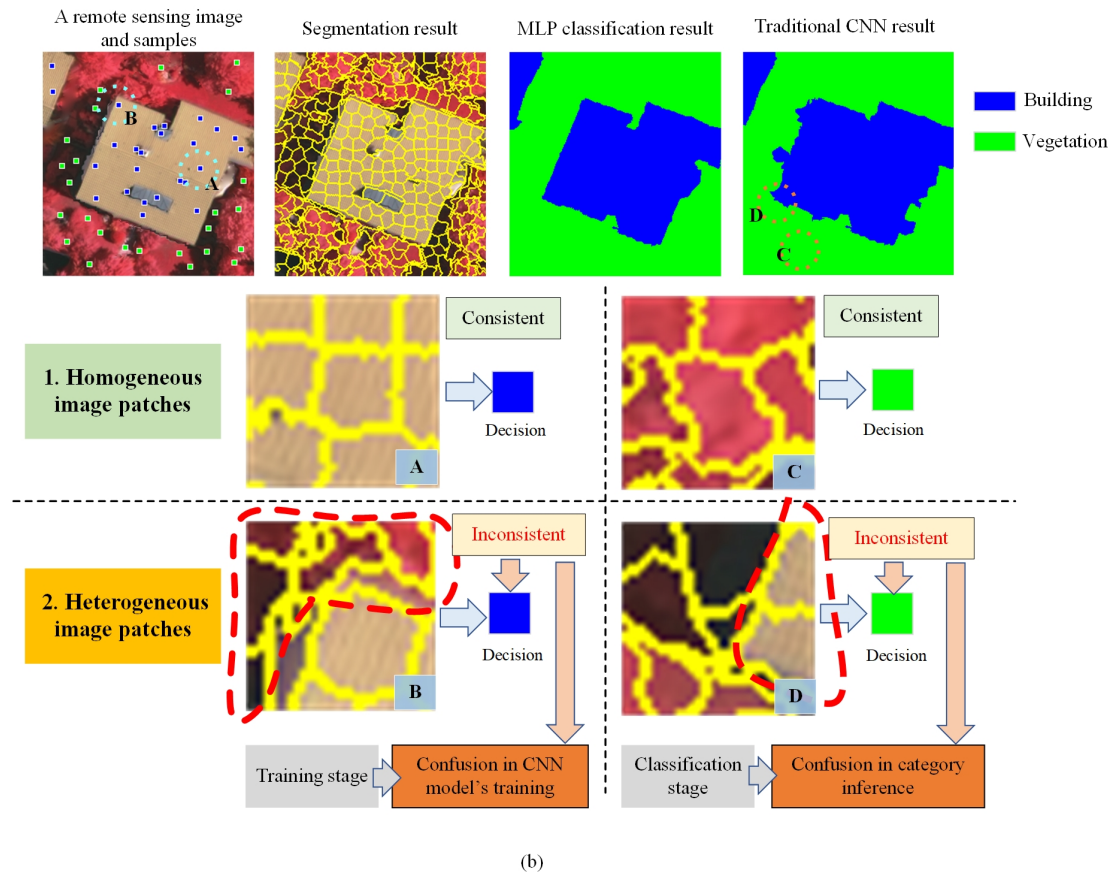 A remote sensing image
and samples
Segmentation result
MLP classification result
Traditional CNN result
B
A
D
C
Building
Vegetation
1. Homogeneous
image patches
A
Consistent
Decision
C
Consistent
Decision
2. Heterogeneous
image patches
B
Inconsistent
Decision
D
Inconsistent
Decision
Training stage
Confusion in CNN
model's training
Classification
stage
Confusion in category
inference
(b)